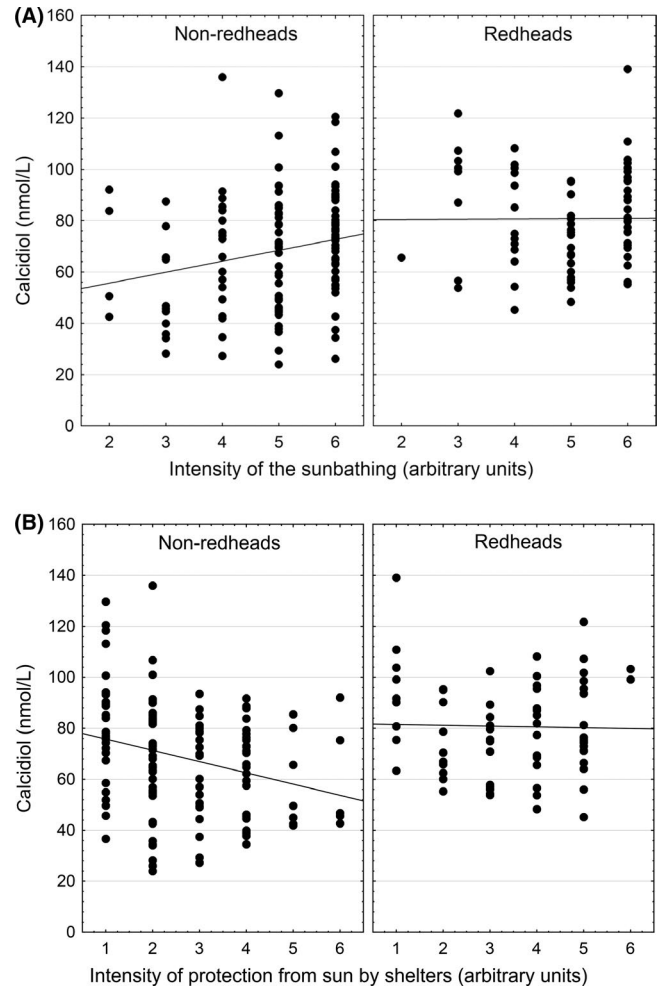 (A)
Non-redheads
Redheads
Calcidiol (nmol/L)
160
140
120
100
80
60
40
20
0
2 3 4 5 6
2 3 4 5 6
Intensity of the sunbathing (arbitrary units)
(B)
Non-redheads
Redheads
Calcidiol (nmol/L)
160
140
120
100
80
60
40
20
0
1 2 3 4 5 6
1 2 3 4 5 6
Intensity of protection from sun by shelters (arbitrary units)